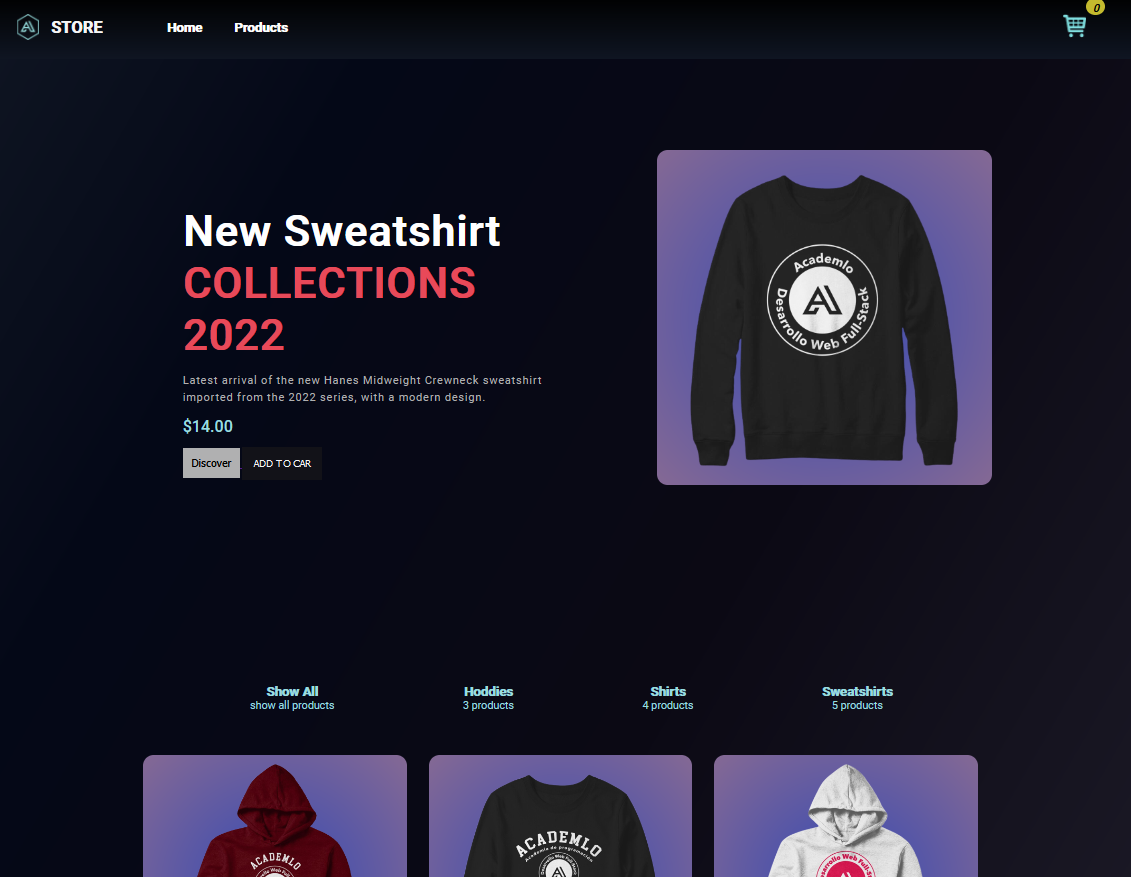 STORE
Home
Products
0
New Sweatshirt
COLLECTIONS
2022
Latest arrival of the new Hanes Midweight Crewneck sweatshirt
imported from the 2022 series, with a modern design.
$14.00
Discover
ADD TO CAR
Academlo
Desarrollo Web Full-Stack
Show All
show all products
Hoddies
3 products
Shirts
4 products
Sweatshirts
5 products
ACADEMLO
ACADEMLO
Academia de programación
Desarrollo Web Full-Stack